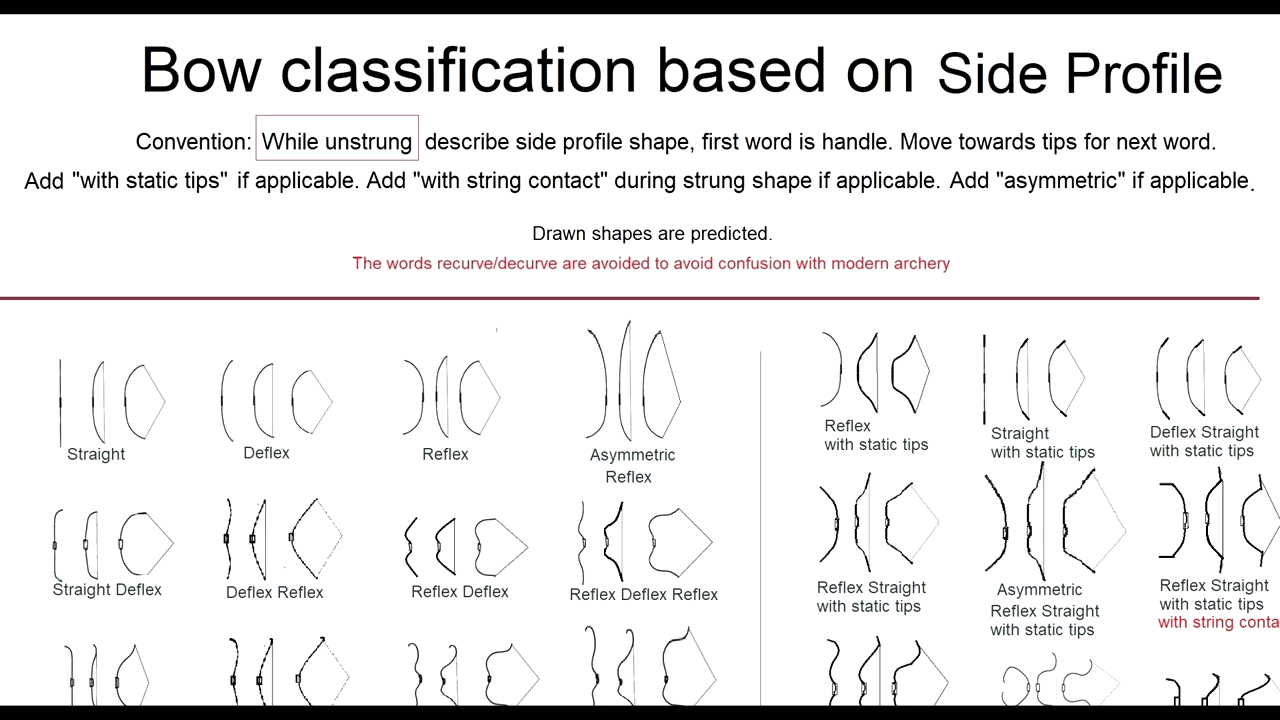 Bow classification based on Side Profile
Convention: While unstrung describe side profile shape, first word is handle. Move towards tips for next word.
Add "with static tips" if applicable. Add "with string contact" during strung shape if applicable. Add "asymmetric" if applicable.
Drawn shapes are predicted.
The words recurve/decurve are avoided to avoid confusion with modern archery
Straight
Deflex
Reflex
Asymmetric
Reflex
Reflex
with static tips
Straight
with static tips
Deflex Straight
with static tips
Straight Deflex
Deflex Reflex
Reflex Deflex
Reflex Deflex Reflex
Reflex Straight
with static tips
Asymmetric
Reflex Straight
with static tips
Reflex Straight
with static tips
with string conta